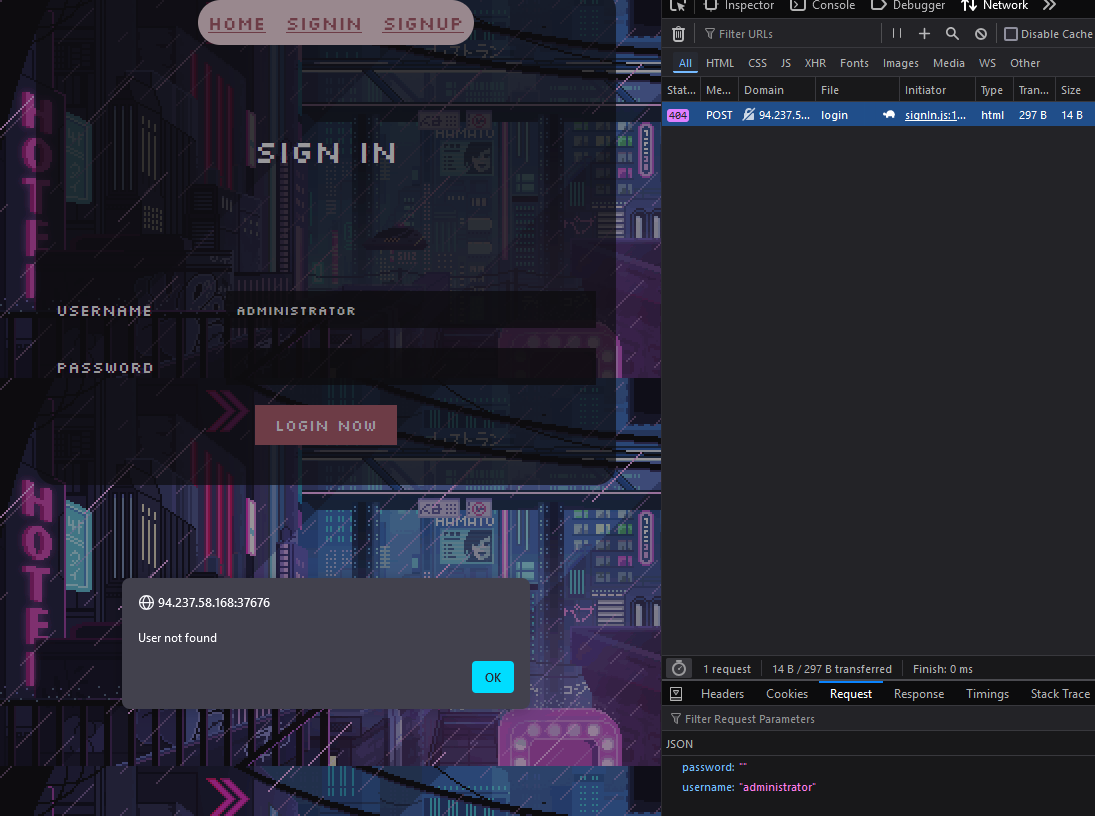 HOME SIGNIN SIGNUP
SIGN IN
USERNAME ADMINISTRATOR
PASSWORD
LOGIN NOW
HOTEL
HAMATO
94.237.58.168:37676
User not found
OK
Inspector Console Debugger Network
Filter URLs
Disable Cache
All HTML CSS JS XHR Fonts Images Media WS Other
Stat... Me... Domain File Initiator Type Tran... Size
404 POST 94.237.5... login signIn.js:1... html 297 B 14 B
1 request 14 B / 297 B transferred Finish: 0 ms
Headers Cookies Request Response Timings Stack Trace
Filter Request Parameters
JSON
password: ""
username: "administrator"